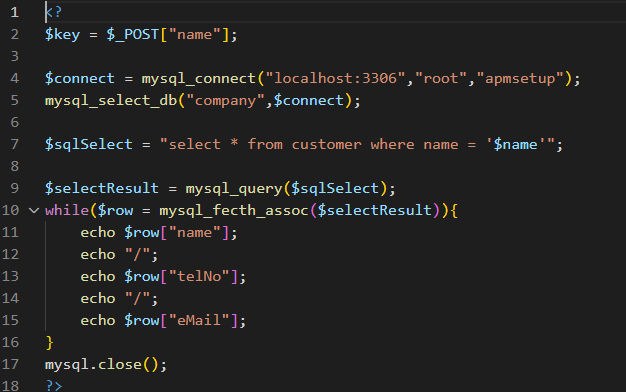 1 <?
2 $key = $_POST["name"];
3
4 $connect = mysql_connect("localhost:3306","root","apmsetup");
5 mysql_select_db("company",$connect);
6
7 $sqlSelect = "select * from customer where name = '$name'";
8
9 $selectResult = mysql_query($sqlSelect);
10 while($row = mysql_fecth_assoc($selectResult)){
11     echo $row["name"];
12     echo "/";
13     echo $row["telNo"];
14     echo "/";
15     echo $row["eMail"];
16 }
17 mysql.close();
18 ?>